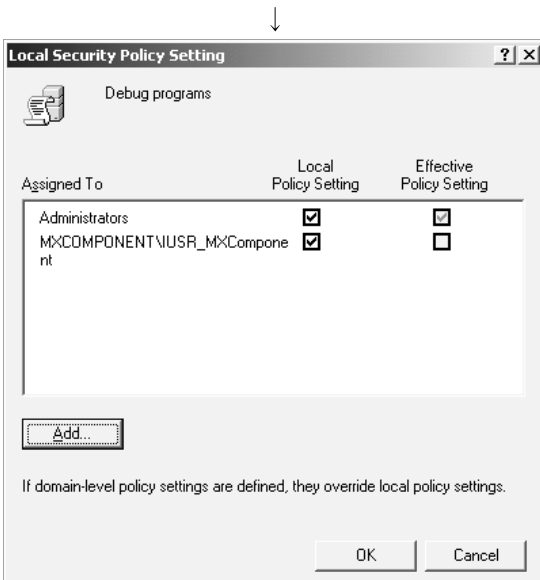 ↓
Local Security Policy Setting
Debug programs
Assigned To Local Policy Setting Effective Policy Setting
Administrators
MXCOMPONENT\IUSR_MXCompone
nt
Add...
If domain-level policy settings are defined, they override local policy settings.
OK Cancel